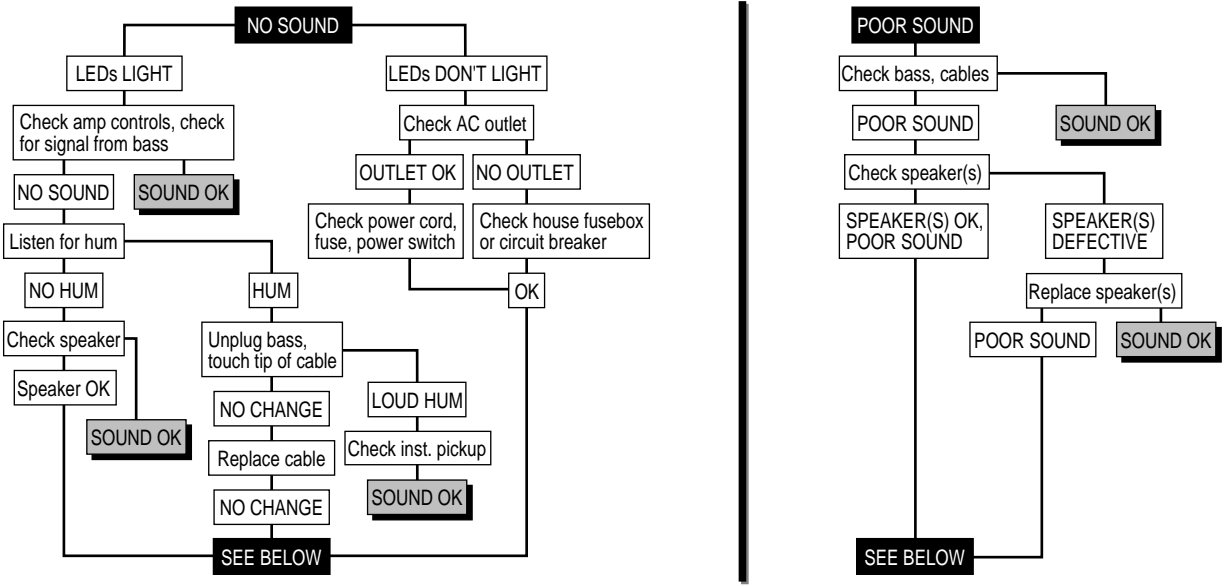 NO SOUND
LEDs LIGHT
LEDs DON'T LIGHT
Check amp controls, check
for signal from bass
Check AC outlet
NO SOUND
SOUND OK
OUTLET OK
NO OUTLET
Listen for hum
Check power cord,
fuse, power switch
Check house fusebox
or circuit breaker
NO HUM
HUM
OK
Check speaker
Unplug bass,
touch tip of cable
Speaker OK
NO CHANGE
LOUD HUM
SOUND OK
Replace cable
Check inst. pickup
NO CHANGE
SOUND OK
SEE BELOW
POOR SOUND
Check bass, cables
POOR SOUND
SOUND OK
Check speaker(s)
SPEAKER(S) OK,
POOR SOUND
SPEAKER(S)
DEFECTIVE
Replace speaker(s)
POOR SOUND
SOUND OK
SEE BELOW